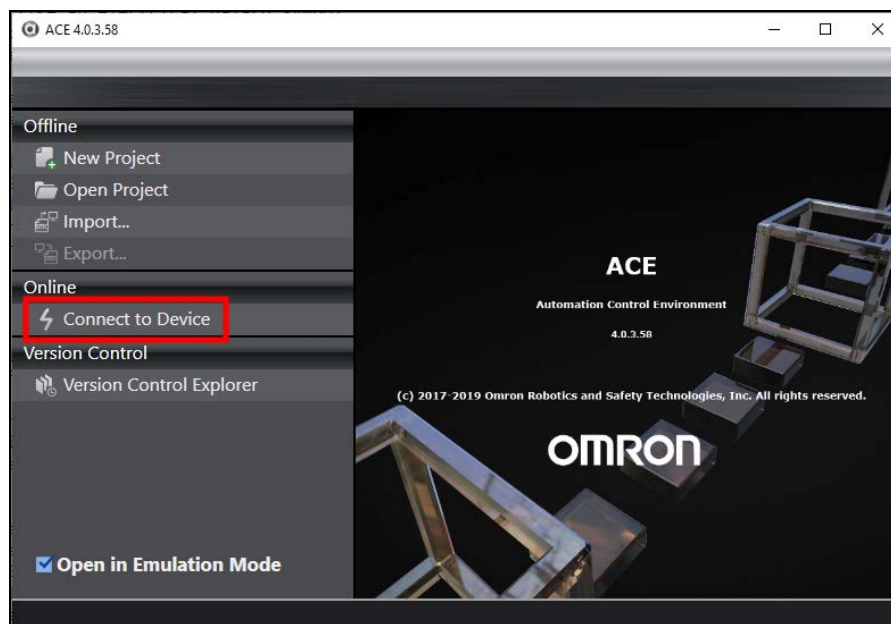 ACE 4.0.3.58
Offline
New Project
Open Project
Import...
Export...
Online
Connect to Device
Version Control
Version Control Explorer
Open in Emulation Mode
ACE
Automation Control Environment
4.0.3.58
(c) 2017-2019 Omron Robotics and Safety Technologies, Inc. All rights reserved.
OMRON